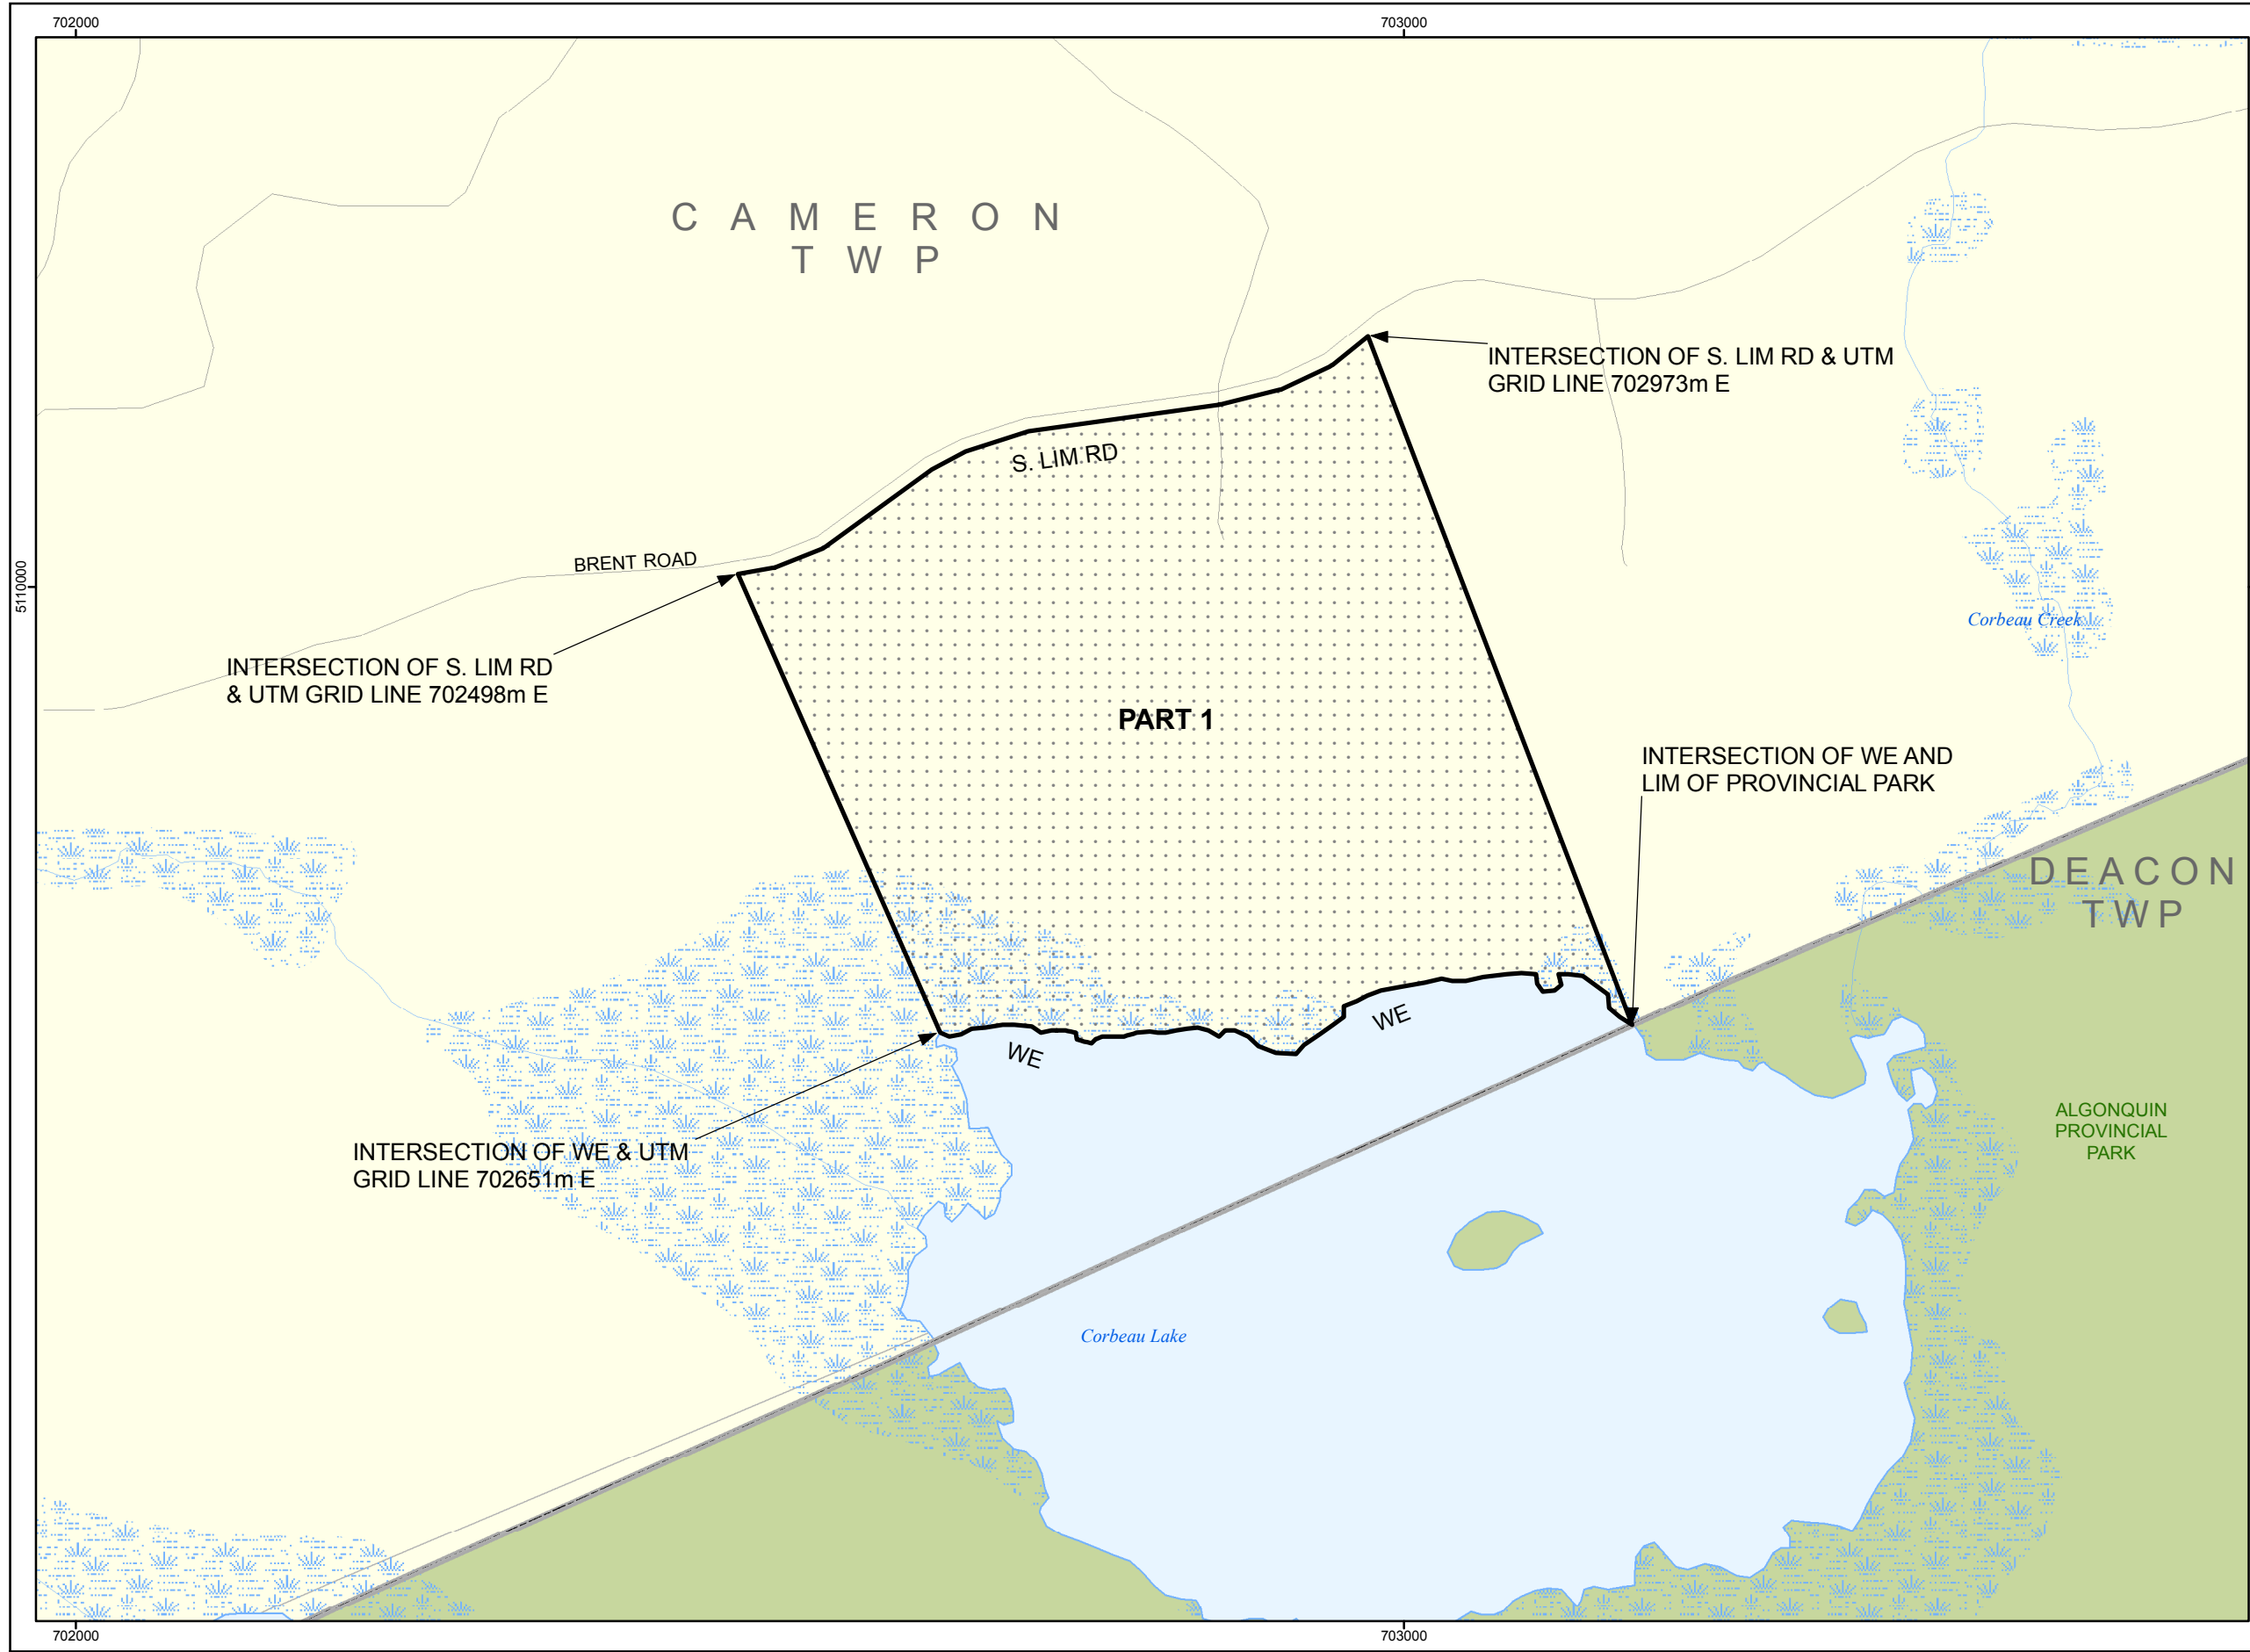 702000
703000
C A M E R O N
T W P
INTERSECTION OF S. LIM RD & UTM
GRID LINE 702973m E
S. LIM RD
BRENT ROAD
5110000
Corbeau Creek
INTERSECTION OF S. LIM RD
& UTM GRID LINE 702498m E
PART 1
INTERSECTION OF WE AND
LIM OF PROVINCIAL PARK
DEACON
TWP
WE
WE
ALGONQUIN
PROVINCIAL
PARK
INTERSECTION OF WE & UTM
GRID LINE 702651m E
Corbeau Lake
702000
703000